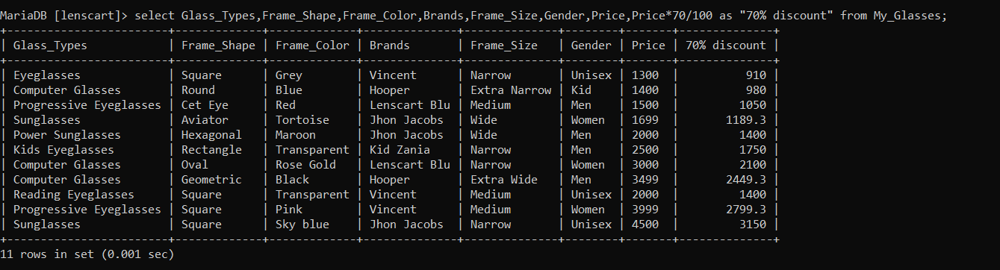 MariaDB [lenscart]> select Glass_Types,Frame_Shape,Frame_Color,Brands,Frame_Size,Gender,Price,Price*70/100 as "70% discount" from My_Glasses;
+-----------------------+-------------+-------------+--------------+--------------+--------+-------+--------------+
| Glass_Types           | Frame_Shape | Frame_Color | Brands       | Frame_Size   | Gender | Price | 70% discount |
+-----------------------+-------------+-------------+--------------+--------------+--------+-------+--------------+
| Eyeglasses            | Square      | Grey        | Vincent      | Narrow       | Unisex | 1300  |          910 |
| Computer Glasses      | Round       | Blue        | Hooper       | Extra Narrow | Kid    | 1400  |          980 |
| Progressive Eyeglasses | Cet Eye     | Red         | Lenscart Blu | Medium       | Men    | 1500  |         1050 |
| Sunglasses            | Aviator     | Tortoise    | Jhon Jacobs  | Wide         | Women  | 1699  |       1189.3 |
| Power Sunglasses      | Hexagonal   | Maroon      | Jhon Jacobs  | Wide         | Men    | 2000  |         1400 |
| Kids Eyeglasses       | Rectangle   | Transparent | Kid Zania    | Narrow       | Men    | 2500  |         1750 |
| Computer Glasses      | Oval        | Rose Gold   | Lenscart Blu | Narrow       | Women  | 3000  |         2100 |
| Computer Glasses      | Geometric   | Black       | Hooper       | Extra Wide   | Men    | 3499  |       2449.3 |
| Reading Eyeglasses    | Square      | Transparent | Vincent      | Medium       | Unisex | 2000  |         1400 |
| Progressive Eyeglasses | Square      | Pink        | Vincent      | Medium       | Women  | 3999  |       2799.3 |
| Sunglasses            | Square      | Sky blue    | Jhon Jacobs  | Narrow       | Unisex | 4500  |         3150 |
+-----------------------+-------------+-------------+--------------+--------------+--------+-------+--------------+
11 rows in set (0.001 sec)